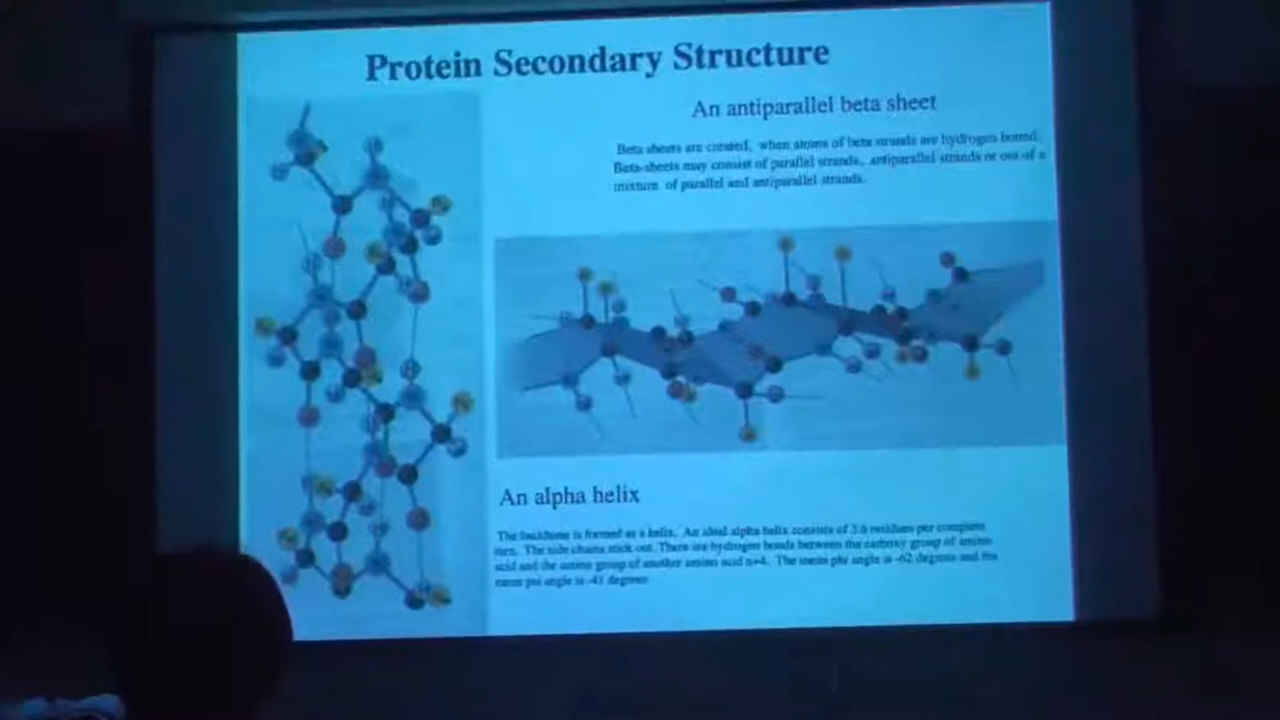 Protein Secondary Structure
An antiparallel beta sheet
Beta sheets are created, when atoms of beta strands are hydrogen bound.
Beta-sheets may consist of parallel strands, antiparallel strands or out of a
mixture of parallel and antiparallel strands.
An alpha helix
The backbone is formed as a helix. An ideal alpha helix consists of 3.6 residues per complete
turn. The side chains stick out. There are hydrogen bonds between the carboxy group of amino
acid and the amino group of another amino acid n+4. The mean phi angle is -62 degrees and the
mean psi angle is -41 degrees